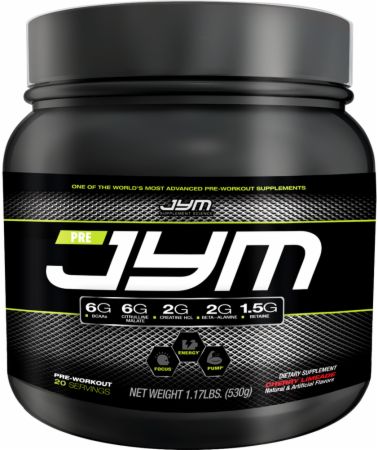 ONE OF THE WORLD'S MOST ADVANCED PRE-WORKOUT SUPPLEMENTS
JYM
SUPPLEMENT SCIENCE
PRE
JYM
6G 6G 2G 2G 1.5G
BCAAs CITRULLINE MALATE CREATINE HCL BETA-ALANINE BETAINE
ENERGY
FOCUS PUMP
PRE-WORKOUT
20 SERVINGS
DIETARY SUPPLEMENT
CHERRY LIMEADE
Natural & Artificial Flavors
NET WEIGHT 1.17LBS. (530g)